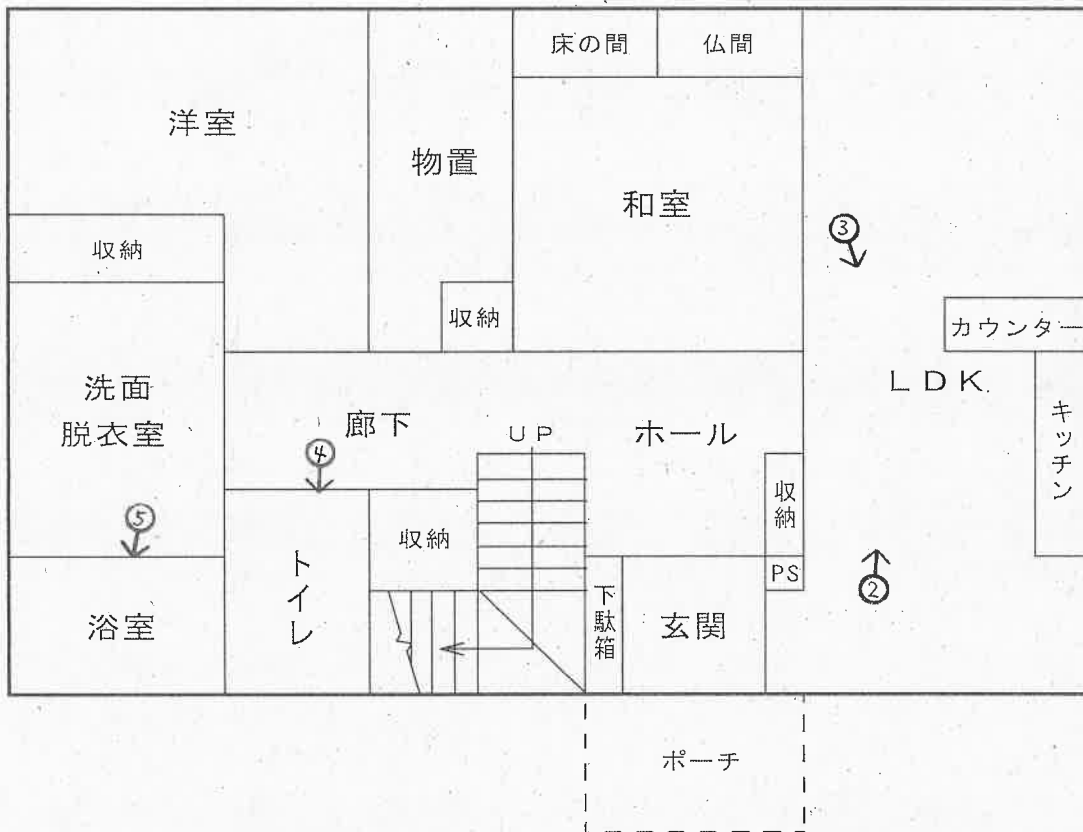 床の間
仏間
洋室
物置
和室
③
収納
収納
カウンター
LDK
洗面
脱衣室
廊下
UP
ホール
キッチン
④
収納
⑤
収納
トイレ
PS
②
浴室
下駄箱
玄関
ポーチ